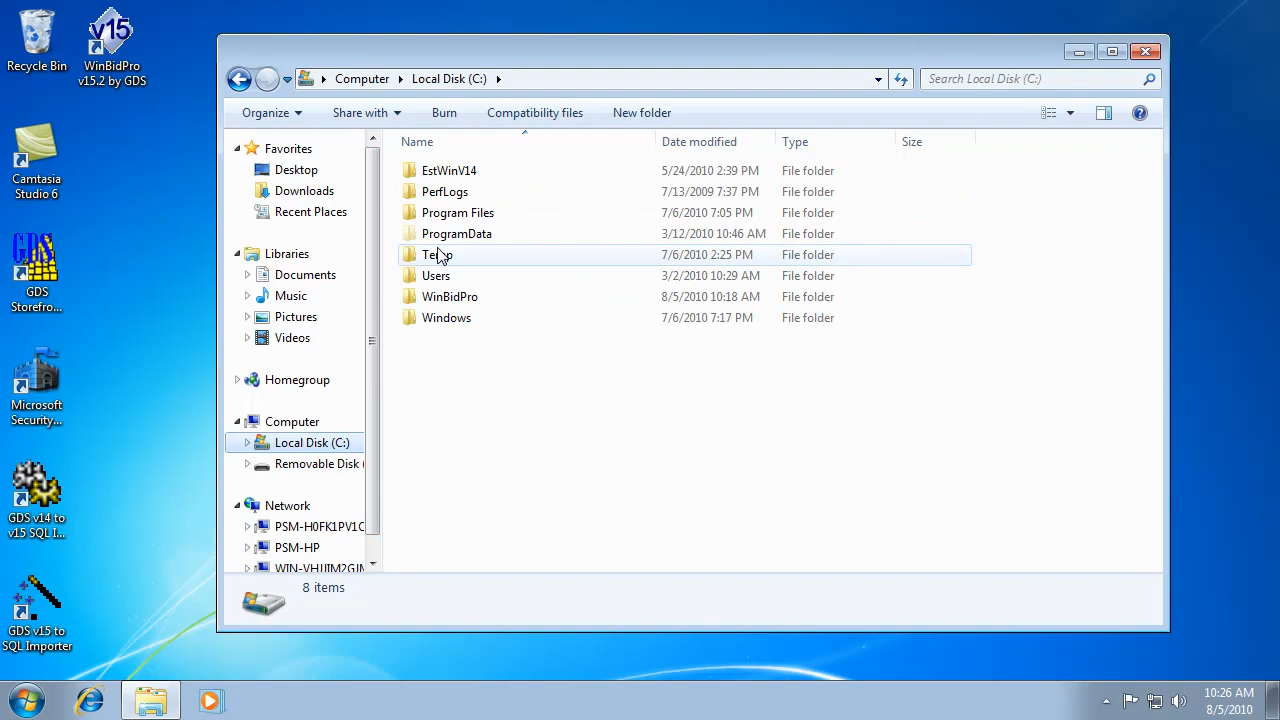 Recycle Bin
v15
WinBidPro
v15.2 by GDS
Camtasia
Studio 6
GDS
GDS
Storefro...
Microsoft
Security...
GDS v14 to
v15 SQL I...
GDS v15 to
SQL Importer
Computer
Local Disk (C:)
Search Local Disk (C:)
Organize
Share with
Burn
Compatibility files
New folder
Favorites
Desktop
Downloads
Recent Places
Libraries
Documents
Music
Pictures
Videos
Homegroup
Computer
Local Disk (C:)
Removable Disk (
Network
PSM-H0FK1PV1C
PSM-HP
Name
Date modified
Type
Size
EstWinV14
5/24/2010 2:39 PM
File folder
PerfLogs
7/13/2009 7:37 PM
File folder
Program Files
7/6/2010 7:05 PM
File folder
ProgramData
3/12/2010 10:46 AM
File folder
7/6/2010 2:25 PM
File folder
Users
3/2/2010 10:29 AM
File folder
WinBidPro
8/5/2010 10:18 AM
File folder
Windows
7/6/2010 7:17 PM
File folder
8 items
10:26 AM
8/5/2010